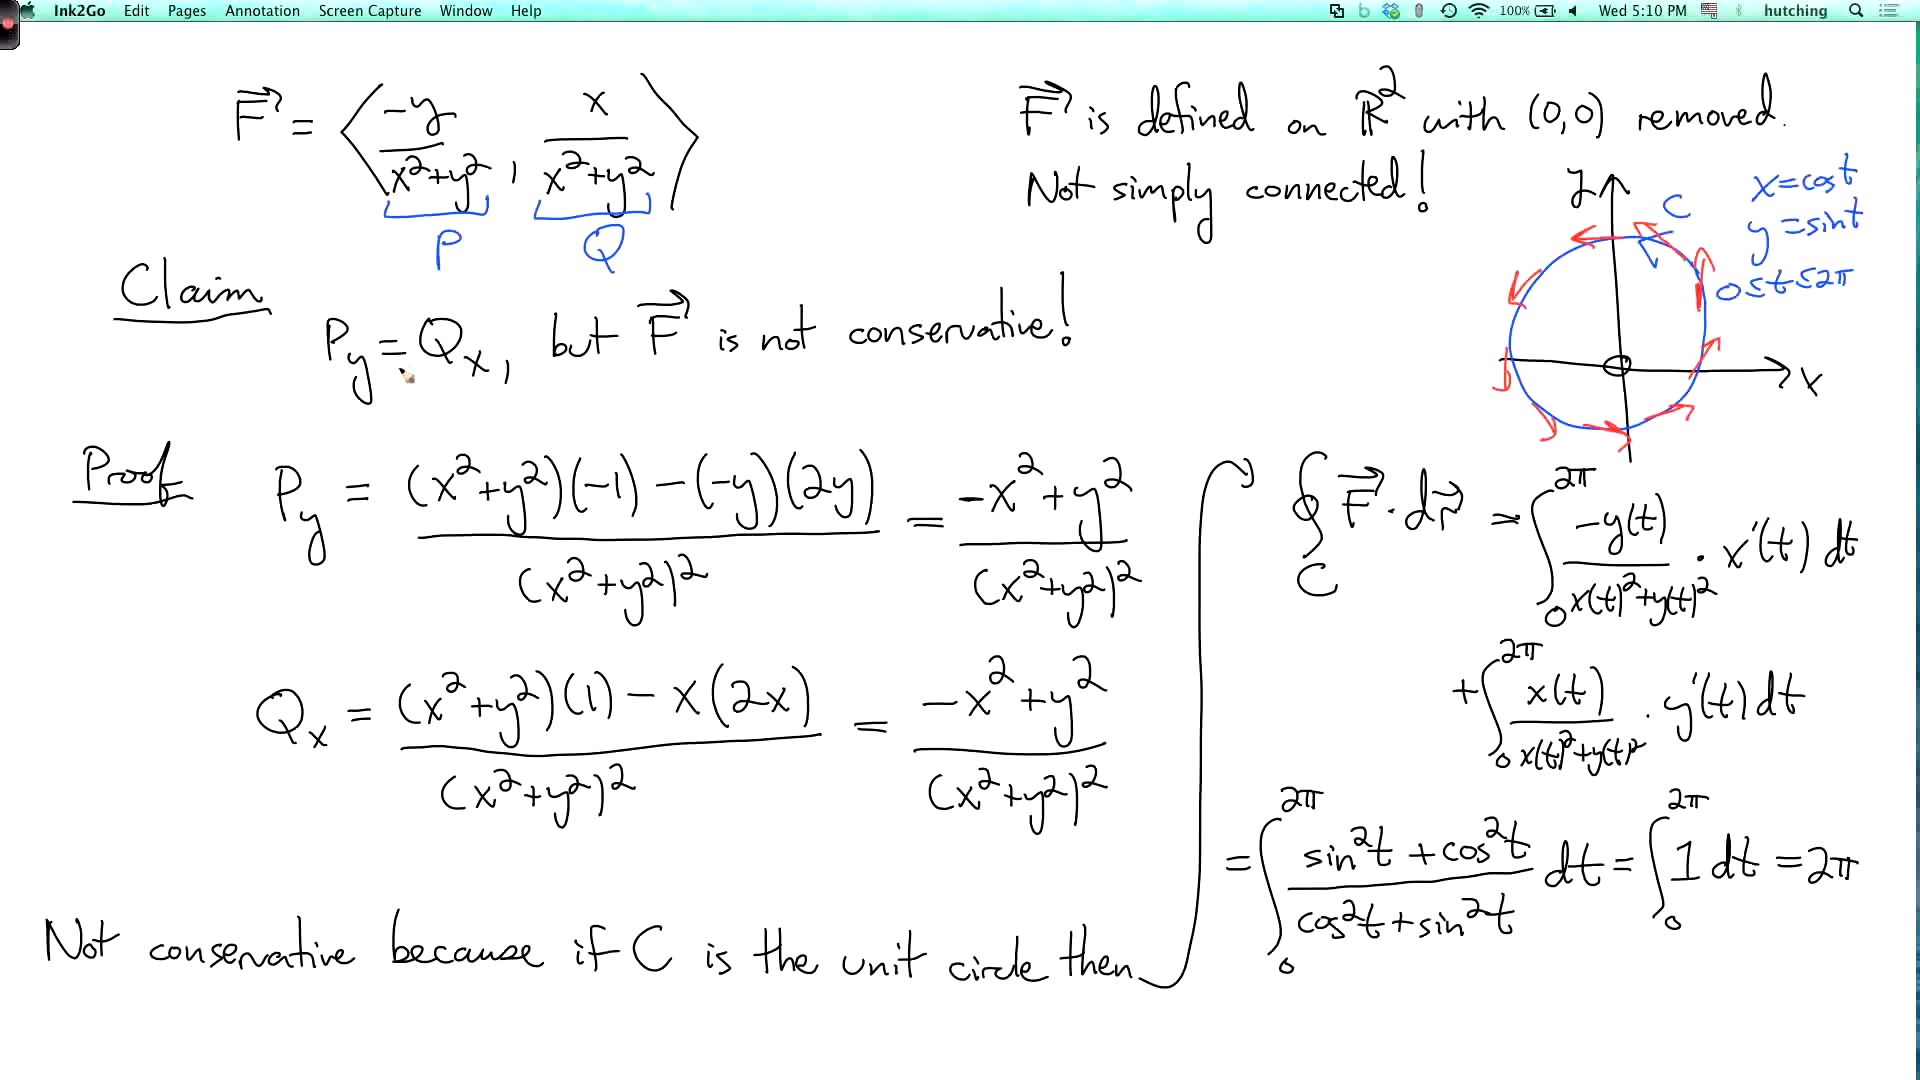 Ink2Go Edit Pages Annotation Screen Capture Window Help 100% Wed 5:10 PM hutching
F⃗ = ⟨ -y/(x²+y²) , x/(x²+y²) ⟩
P Q
Claim
P_y = Q_x, but F⃗ is not conservative!
Proof
P_y = ((x²+y²)(-1) - (-y)(2y))/(x²+y²)² = (-x²+y²)/(x²+y²)²
Q_x = ((x²+y²)(1) - x(2x))/(x²+y²)² = (-x²+y²)/(x²+y²)²
Not conservative because if C is the unit circle then
F⃗ is defined on ℝ² with (0,0) removed.
Not simply connected!
y
C
x
x=cost
y=sint
0≤t≤2π
∮_C F⃗ · dr⃗ = ∫₀^2π -y(t)/(x(t)²+y(t)²) · x'(t) dt
+ ∫₀^2π x(t)/(x(t)²+y(t)²) · y'(t) dt
= ∫₀^2π (sin²t + cos²t)/(cos²t + sin²t) dt = ∫₀^2π 1 dt = 2π